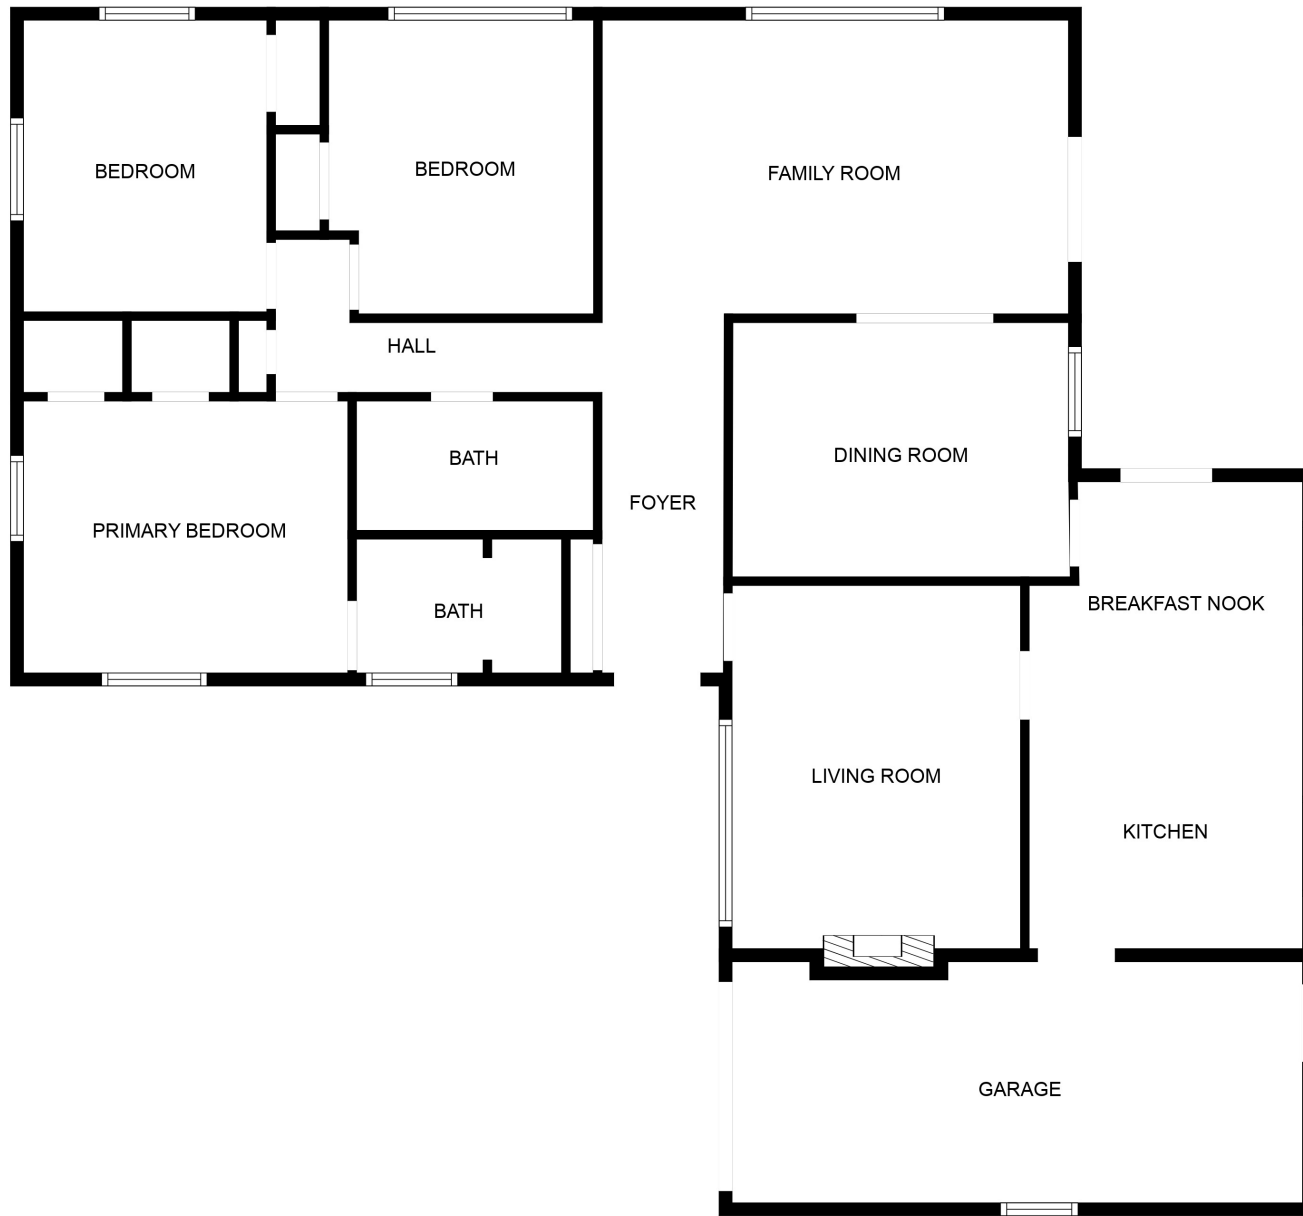 BEDROOM
BEDROOM
FAMILY ROOM
HALL
BATH
DINING ROOM
FOYER
PRIMARY BEDROOM
BATH
BREAKFAST NOOK
LIVING ROOM
KITCHEN
GARAGE